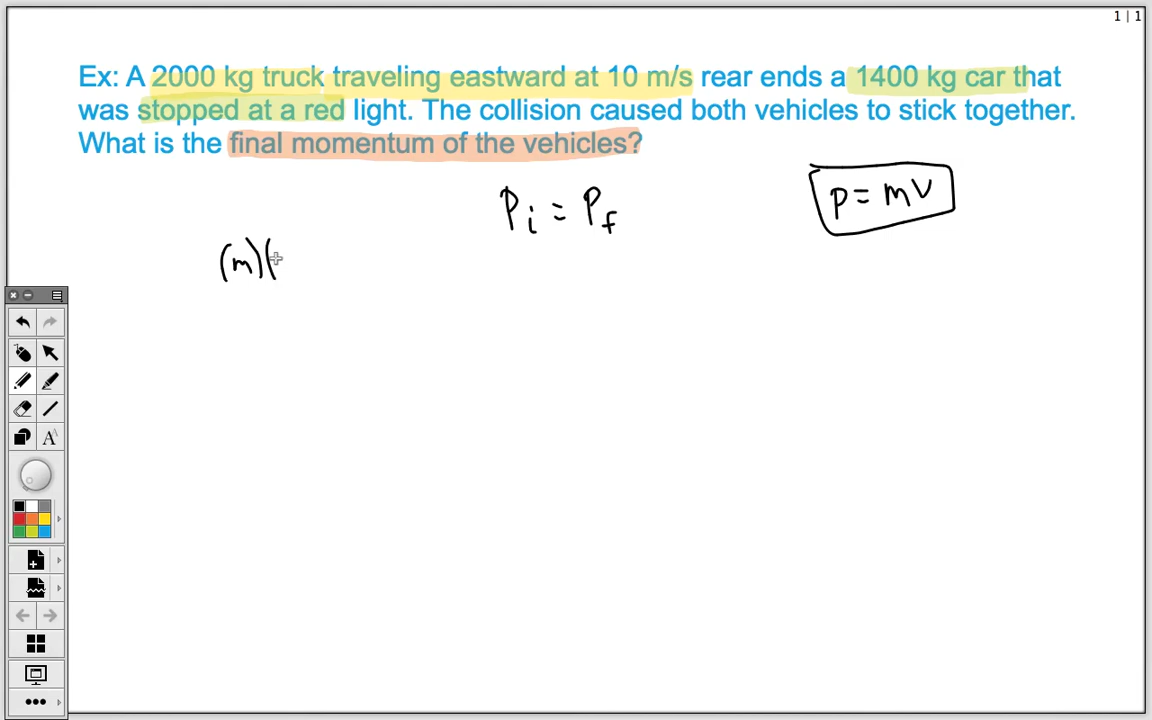 1 | 1
Ex: A 2000 kg truck traveling eastward at 10 m/s rear ends a 1400 kg car that
was stopped at a red light. The collision caused both vehicles to stick together.
What is the final momentum of the vehicles?
Pi = Pf
p = mv
(m)(
A